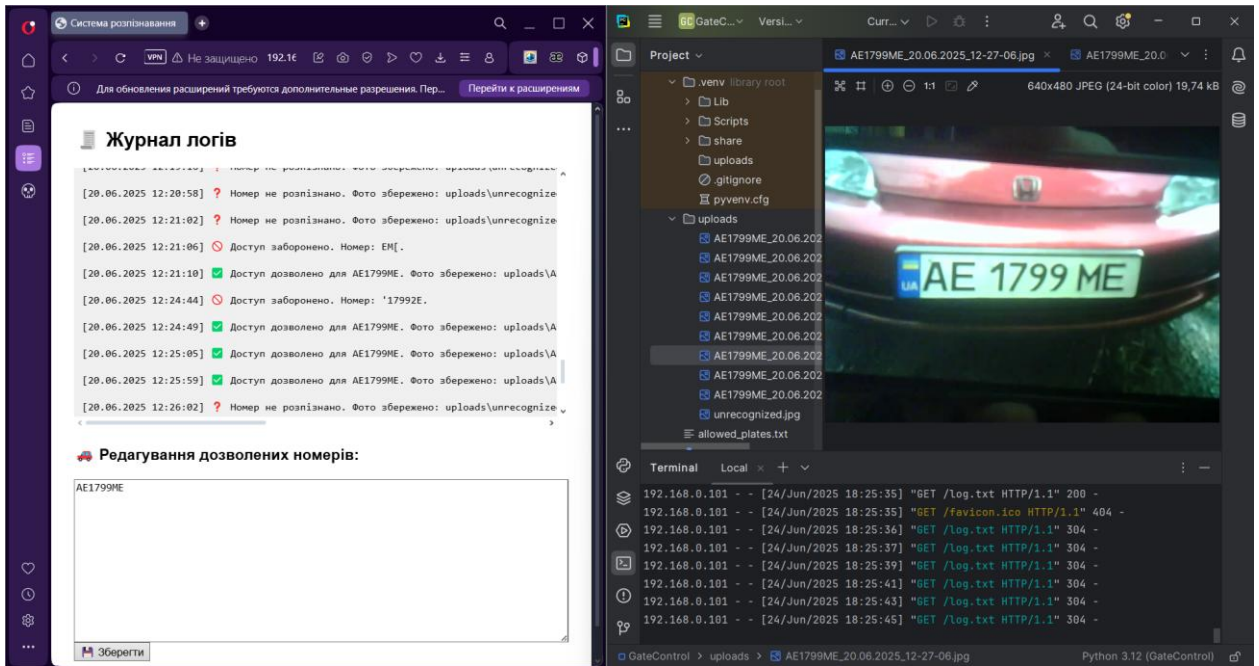 Система розпізнавання
VPN
Не защищено 192.16
Для обновления расширений требуются дополнительные разрешения. Пер... Перейти к расширениям
Журнал логів
[20.06.2025 12:20:58] ❓ Номер не розпізнано. Фото збережено: uploads\unrecognize
[20.06.2025 12:21:02] ❓ Номер не розпізнано. Фото збережено: uploads\unrecognize
[20.06.2025 12:21:06] 🚫 Доступ заборонено. Номер: EM[.
[20.06.2025 12:21:10] ✅ Доступ дозволено для AE1799ME. Фото збережено: uploads\A
[20.06.2025 12:24:44] 🚫 Доступ заборонено. Номер: '17992E.
[20.06.2025 12:24:49] ✅ Доступ дозволено для AE1799ME. Фото збережено: uploads\A
[20.06.2025 12:25:05] ✅ Доступ дозволено для AE1799ME. Фото збережено: uploads\A
[20.06.2025 12:25:59] ✅ Доступ дозволено для AE1799ME. Фото збережено: uploads\A
[20.06.2025 12:26:02] ❓ Номер не розпізнано. Фото збережено: uploads\unrecognize
Редагування дозволених номерів:
AE1799ME
Зберегти
GC GateC... Versi... Curr...
Project
AE1799ME_20.06.2025_12-27-06.jpg
AE1799ME_20.0
1:1
640x480 JPEG (24-bit color) 19,74 kB
.venv library root
Lib
Scripts
share
uploads
.gitignore
pyvenv.cfg
uploads
AE1799ME_20.06.202
AE1799ME_20.06.202
AE1799ME_20.06.202
AE1799ME_20.06.202
AE1799ME_20.06.202
AE1799ME_20.06.202
AE1799ME_20.06.202
AE1799ME_20.06.202
AE1799ME_20.06.202
unrecognized.jpg
allowed_plates.txt
UA AE 1799 ME
Terminal Local
192.168.0.101 - - [24/Jun/2025 18:25:35] "GET /log.txt HTTP/1.1" 200 -
192.168.0.101 - - [24/Jun/2025 18:25:35] "GET /favicon.ico HTTP/1.1" 404 -
192.168.0.101 - - [24/Jun/2025 18:25:36] "GET /log.txt HTTP/1.1" 304 -
192.168.0.101 - - [24/Jun/2025 18:25:37] "GET /log.txt HTTP/1.1" 304 -
192.168.0.101 - - [24/Jun/2025 18:25:39] "GET /log.txt HTTP/1.1" 304 -
192.168.0.101 - - [24/Jun/2025 18:25:41] "GET /log.txt HTTP/1.1" 304 -
192.168.0.101 - - [24/Jun/2025 18:25:43] "GET /log.txt HTTP/1.1" 304 -
192.168.0.101 - - [24/Jun/2025 18:25:45] "GET /log.txt HTTP/1.1" 304 -
GateControl > uploads > AE1799ME_20.06.2025_12-27-06.jpg
Python 3.12 (GateControl)